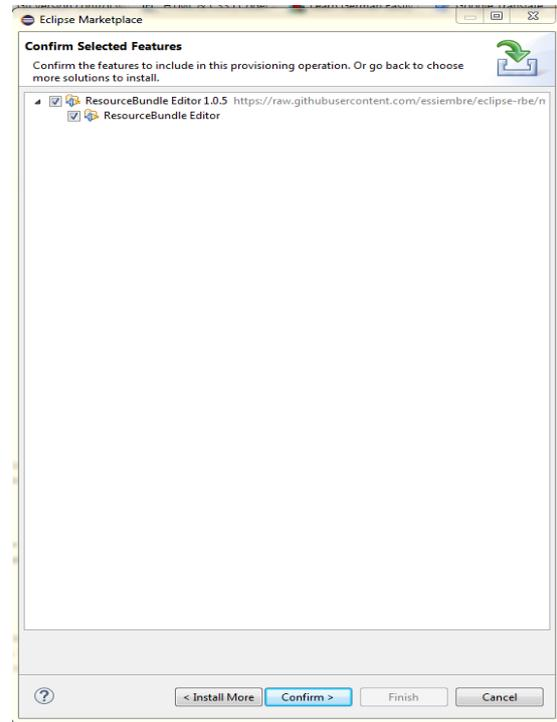 Eclipse Marketplace
Confirm Selected Features
Confirm the features to include in this provisioning operation. Or go back to choose
more solutions to install.
ResourceBundle Editor 1.0.5 https://raw.githubusercontent.com/essiembre/eclipse-rbe/n
ResourceBundle Editor
?
< Install More
Confirm >
Finish
Cancel